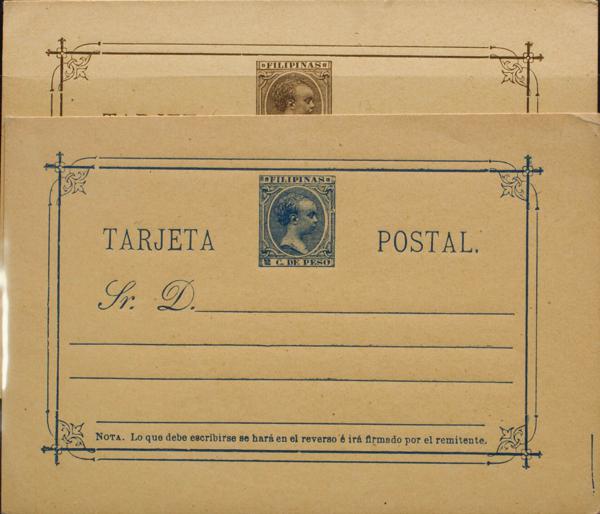 FILIPINAS
FILIPINAS
TARJETA POSTAL.
2 C. DE PESO
Sr. D.
NOTA. Lo que debe escribirse se hará en el reverso é irá firmado por el remitente.